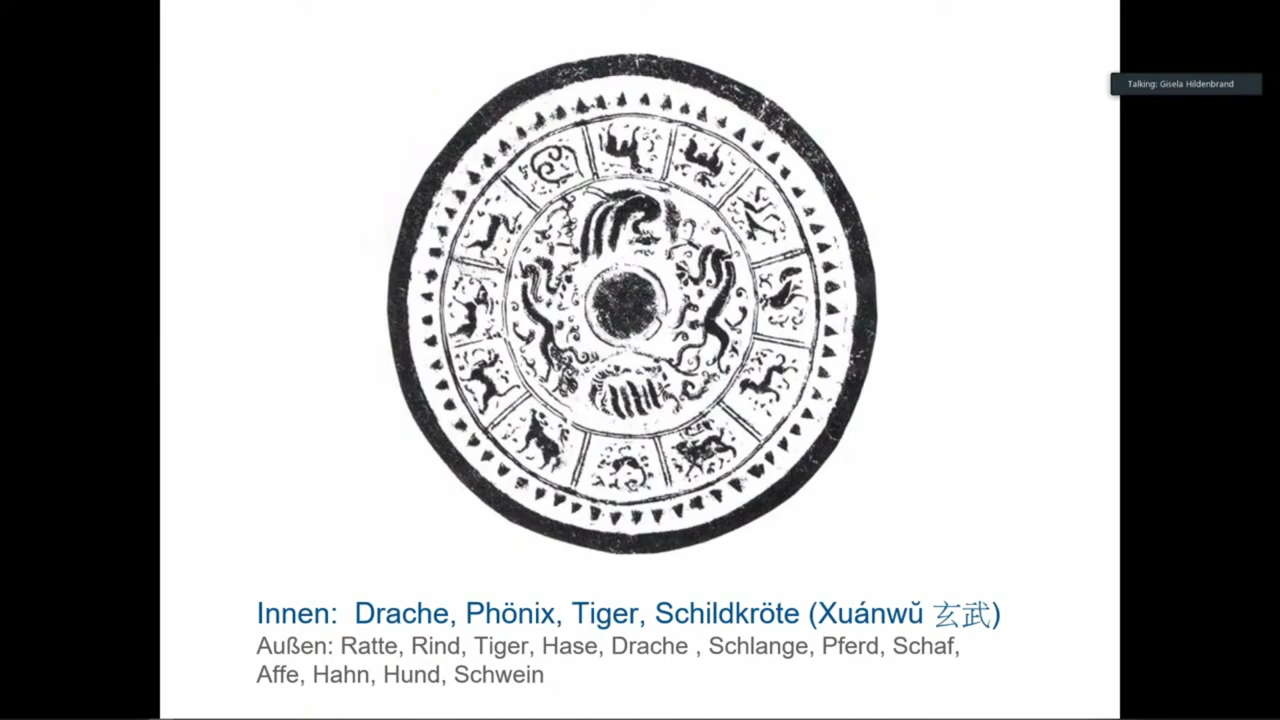 Talking: Gisela Hildenbrand
Innen:  Drache, Phönix, Tiger, Schildkröte (Xuánwŭ 玄武)
Außen: Ratte, Rind, Tiger, Hase, Drache , Schlange, Pferd, Schaf,
Affe, Hahn, Hund, Schwein